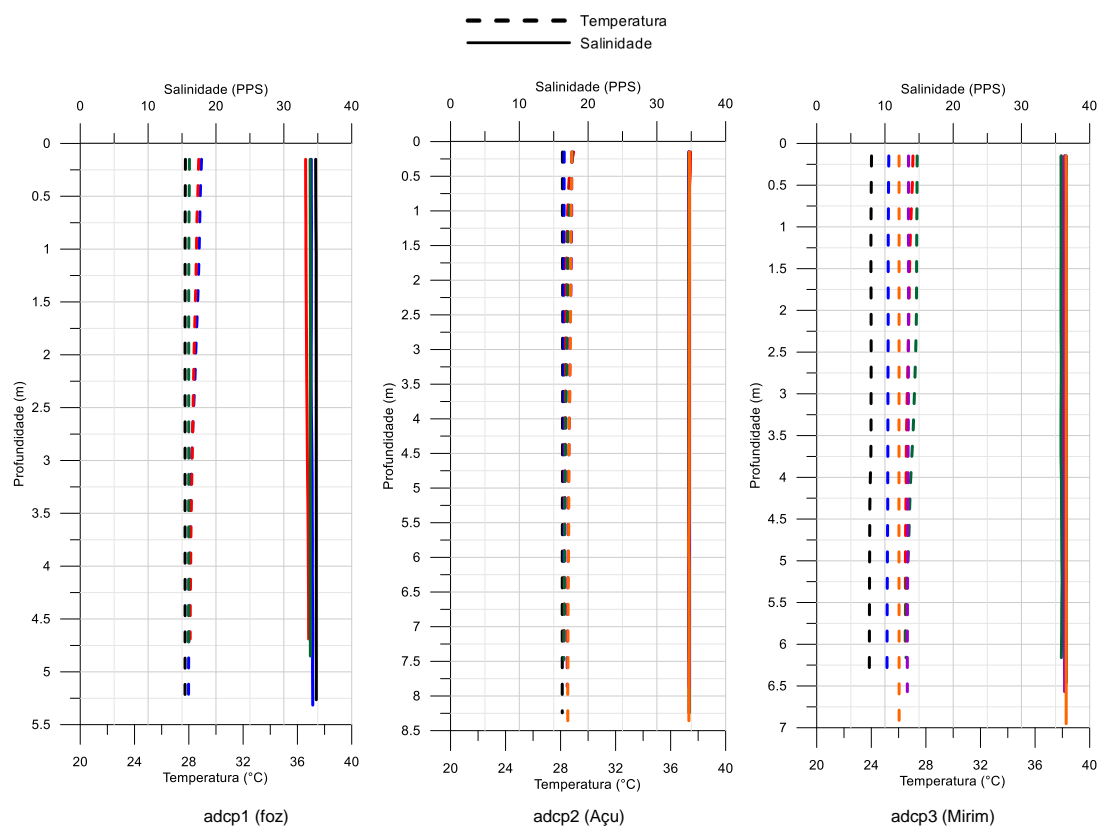 Temperatura
Salinidade
Salinidade (PPS)
0 10 20 30 40
0
0.5
1
1.5
2
2.5
3
3.5
4
4.5
5
5.5
Profundidade (m)
20 24 28 32 36 40
Temperatura (°C)
adcp1 (foz)
Salinidade (PPS)
0 10 20 30 40
0
0.5
1
1.5
2
2.5
3
3.5
4
4.5
5
5.5
6
6.5
7
7.5
8
8.5
Profundidade (m)
20 24 28 32 36 40
Temperatura (°C)
adcp2 (Açu)
Salinidade (PPS)
0 10 20 30 40
0
0.5
1
1.5
2
2.5
3
3.5
4
4.5
5
5.5
6
6.5
7
Profundidade (m)
20 24 28 32 36 40
Temperatura (°C)
adcp3 (Mirim)